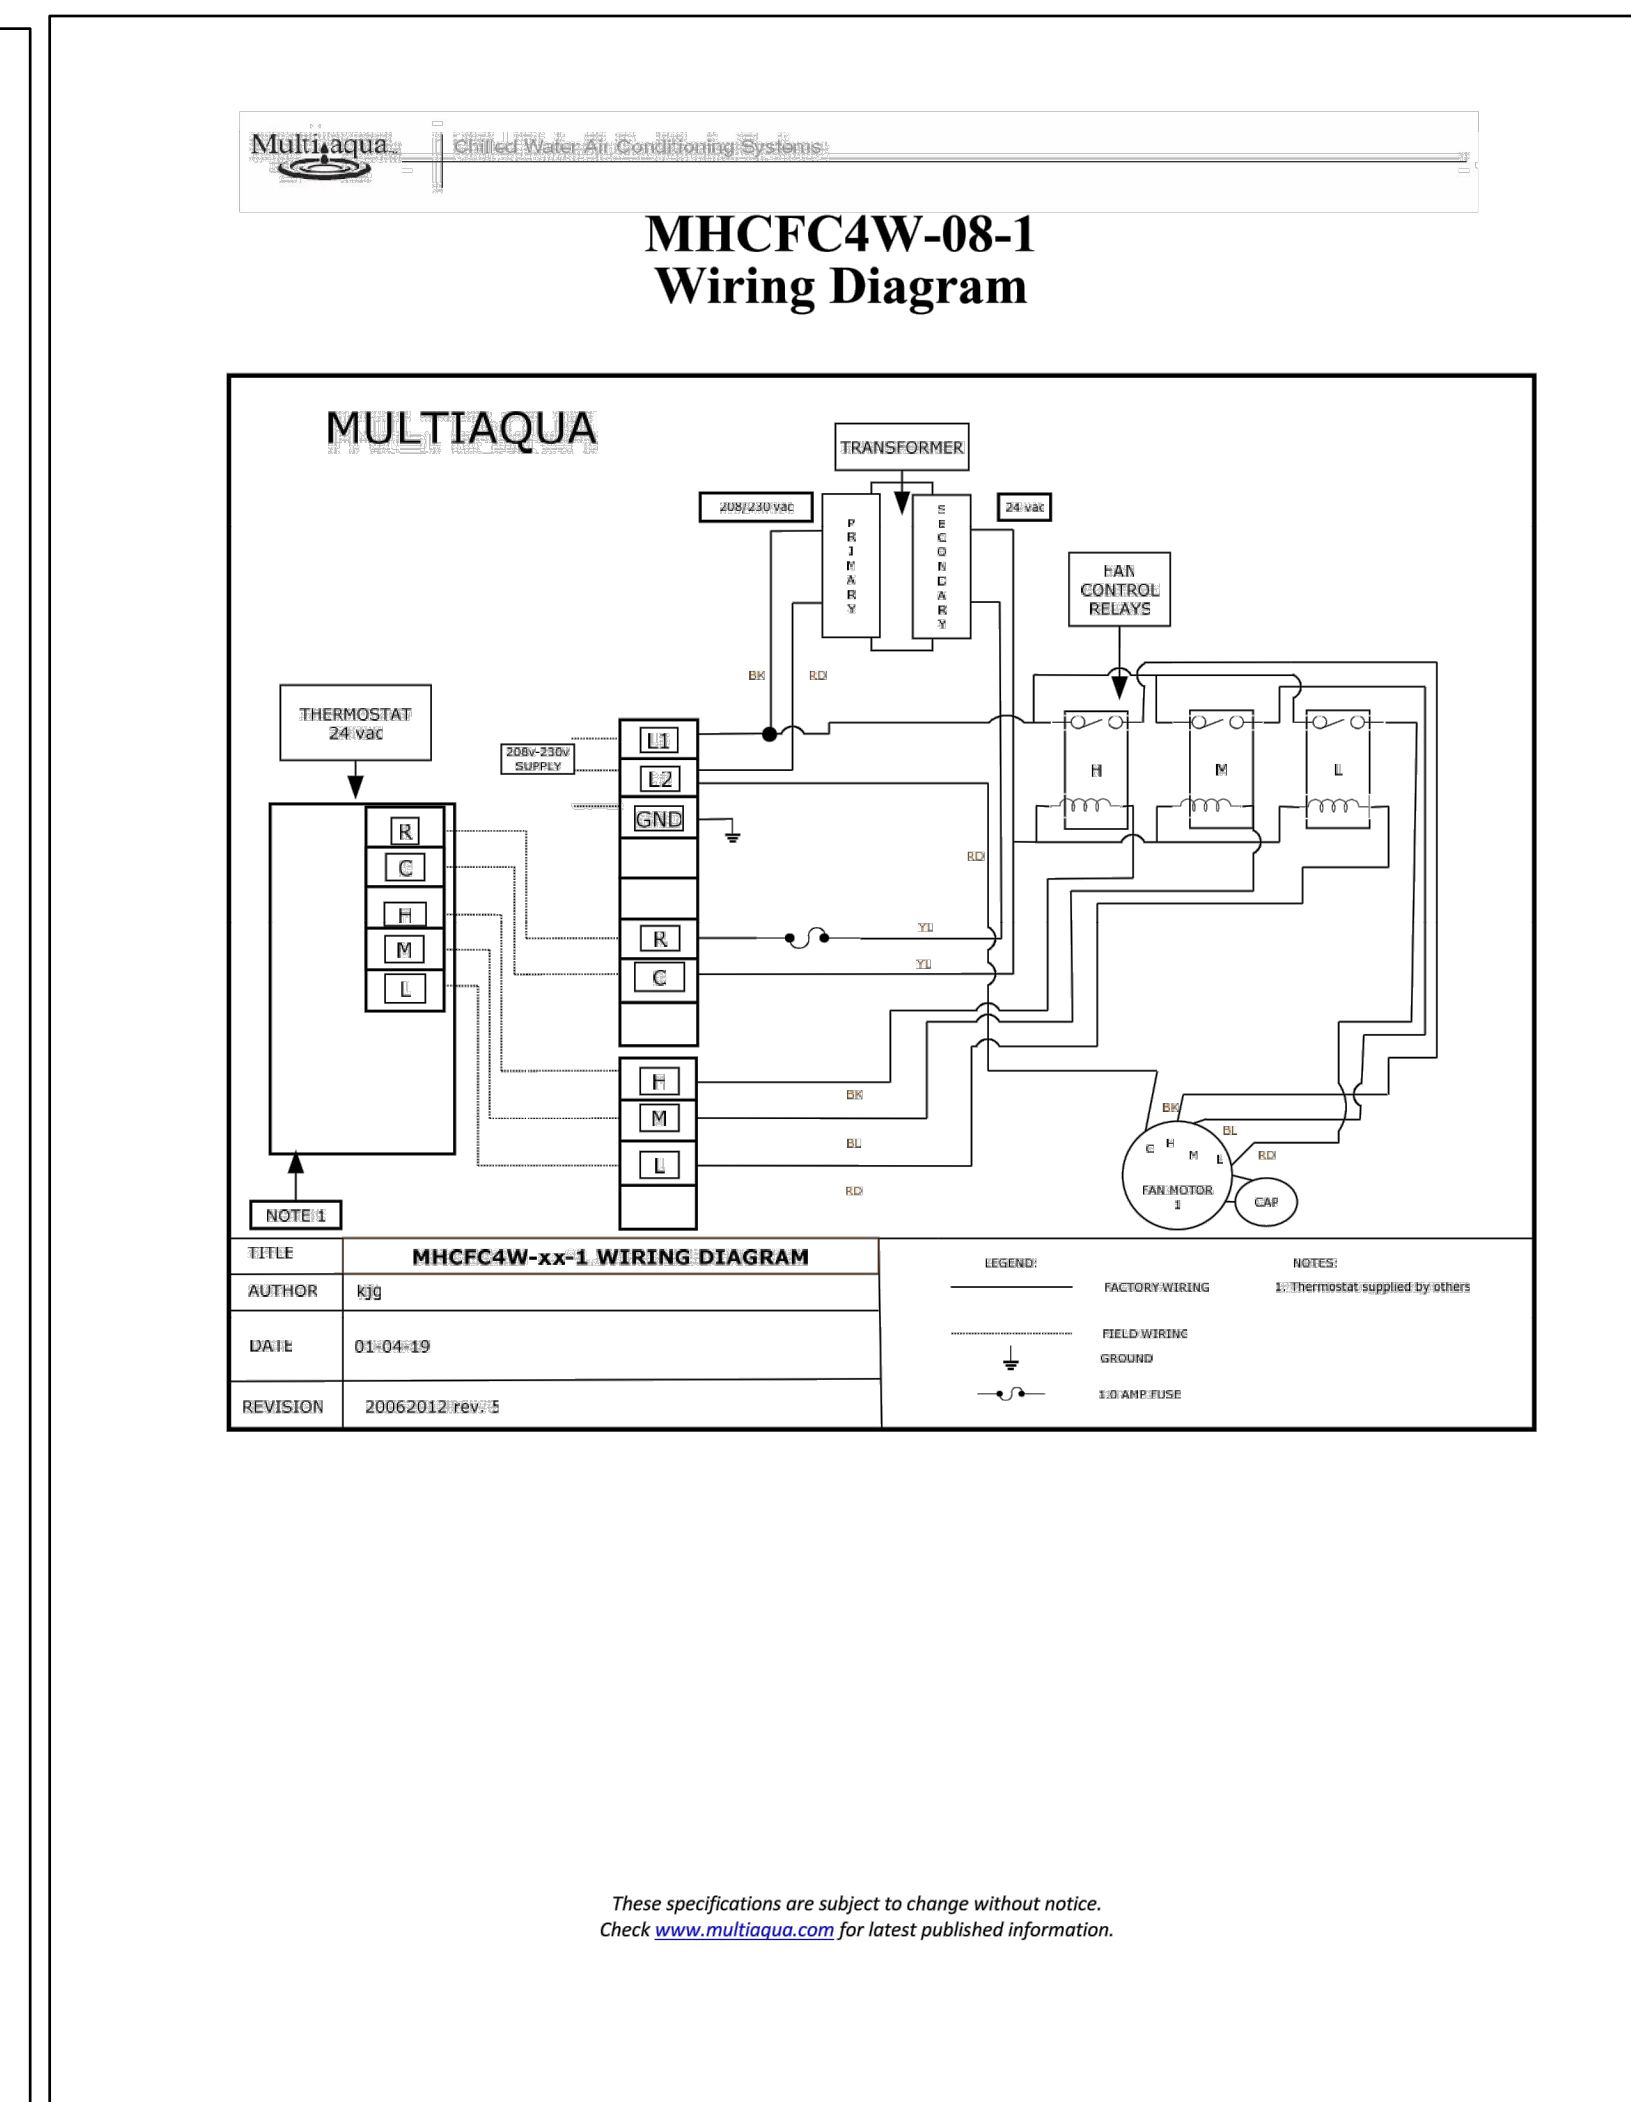 Multiaqua
Chilled Water Air Conditioning Systems
MHCFC4W-08-1
Wiring Diagram
MULTIAQUA
TRANSFORMER
208/230 vac
PRIMARY
SECONDARY
24 vac
FAN
CONTROL
RELAYS
BK
RD
THERMOSTAT
24 vac
208v-230v
SUPPLY
L1
L2
GND
H
M
L
R
C
H
M
L
RD
R
C
YL
YL
H
M
L
BK
BL
RD
BK
BL
RD
C
H
M
L
FAN MOTOR
1
CAP
NOTE 1
TITLE
MHCFC4W-xx-1 WIRING DIAGRAM
AUTHOR
kjg
DATE
01-04-19
REVISION
20062012 rev. 5
LEGEND:
FACTORY WIRING
FIELD WIRING
GROUND
1.0 AMP FUSE
NOTES:
1. Thermostat supplied by others
These specifications are subject to change without notice.
Check www.multiaqua.com for latest published information.